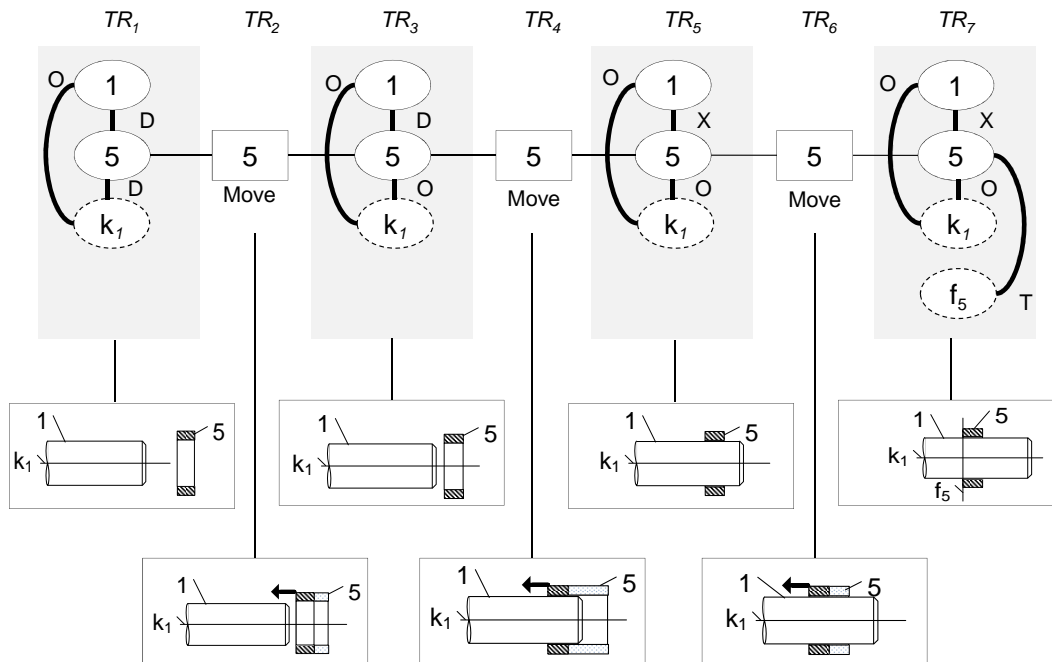 TR1 TR2 TR3 TR4 TR5 TR6 TR7
O 1 O 1 O 1 O 1
D D X X
5 5 5 5 5 5 5
D Move O Move O Move O
k1 k1 k1 k1
f5 T
1 5 1 5 1 5 1 5
k1 k1 k1 k1
f5
1 5 1 5 1 5
k1 k1 k1